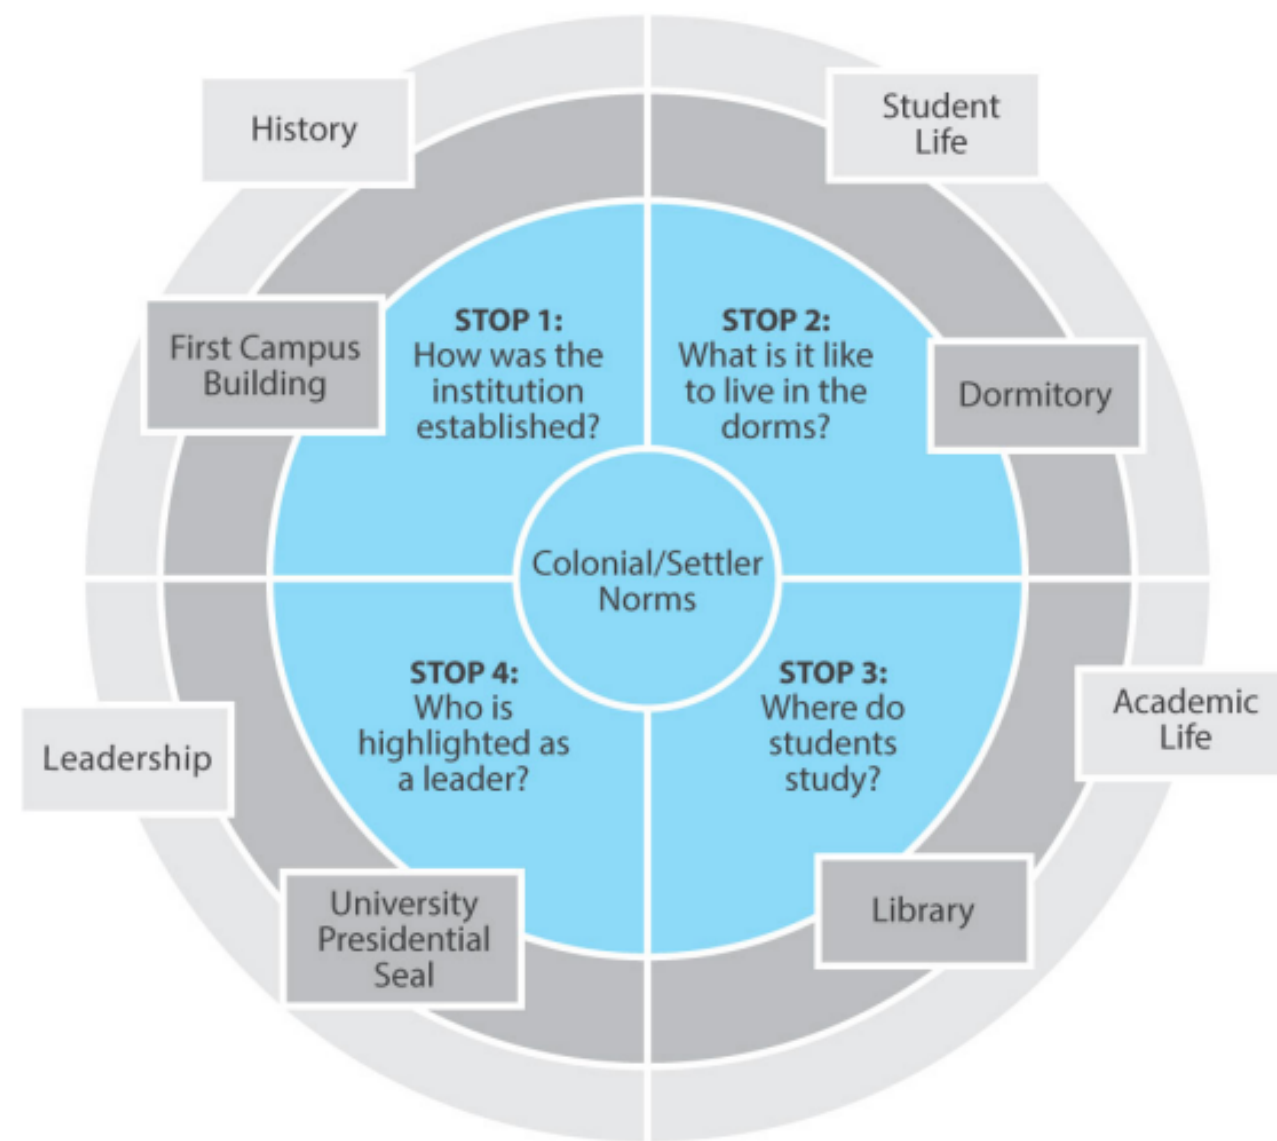 History
Student
Life
First Campus
Building
STOP 1:
How was the
institution
established?
STOP 2:
What is it like
to live in the
dorms?
Dormitory
Colonial/Settler
Norms
STOP 4:
Who is
highlighted as
a leader?
STOP 3:
Where do
students
study?
Academic
Life
Leadership
University
Presidential
Seal
Library